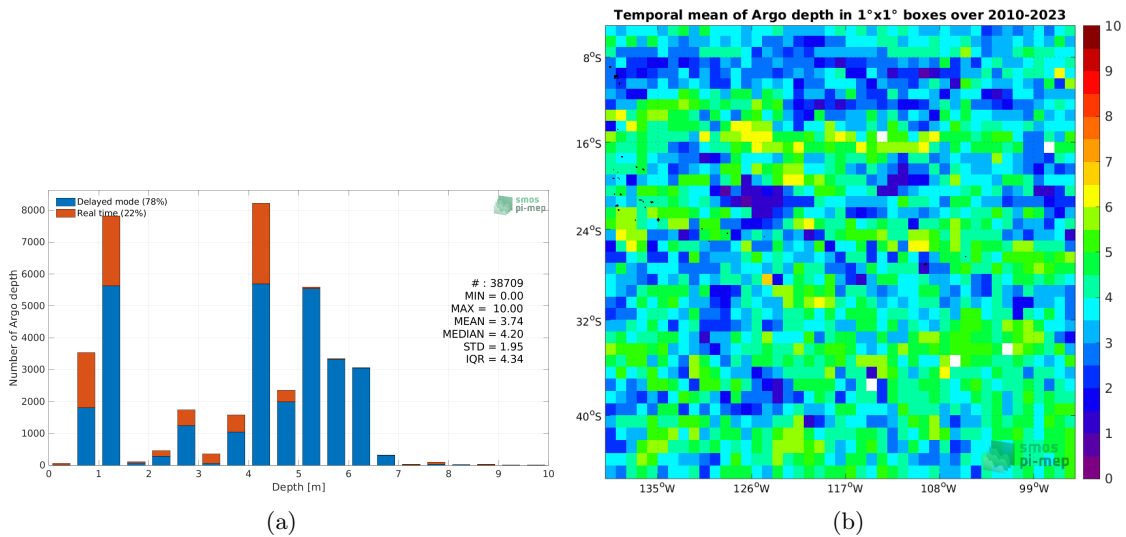 Temporal mean of Argo depth in 1°x1° boxes over 2010-2023
Delayed mode (78%)
Real time (22%)
smos
pi-mep
# : 38709
MIN = 0.00
MAX = 10.00
MEAN = 3.74
MEDIAN = 4.20
STD = 1.95
IQR = 4.34
Number of Argo depth
8000
7000
6000
5000
4000
3000
2000
1000
0
0 1 2 3 4 5 6 7 8 9 10
Depth [m]
(a)
8°S
16°S
24°S
32°S
40°S
135°W 126°W 117°W 108°W 99°W
smos
pi-mep
10
9
8
7
6
5
4
3
2
1
0
(b)